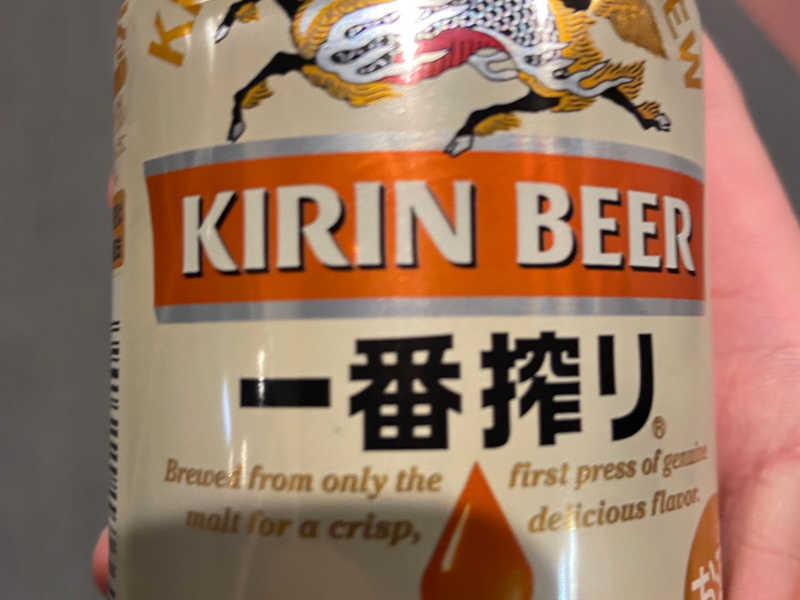 KIRIN BEER
一番搾り®
Brewed from only the first press of genuine
malt for a crisp, delicious flavor.